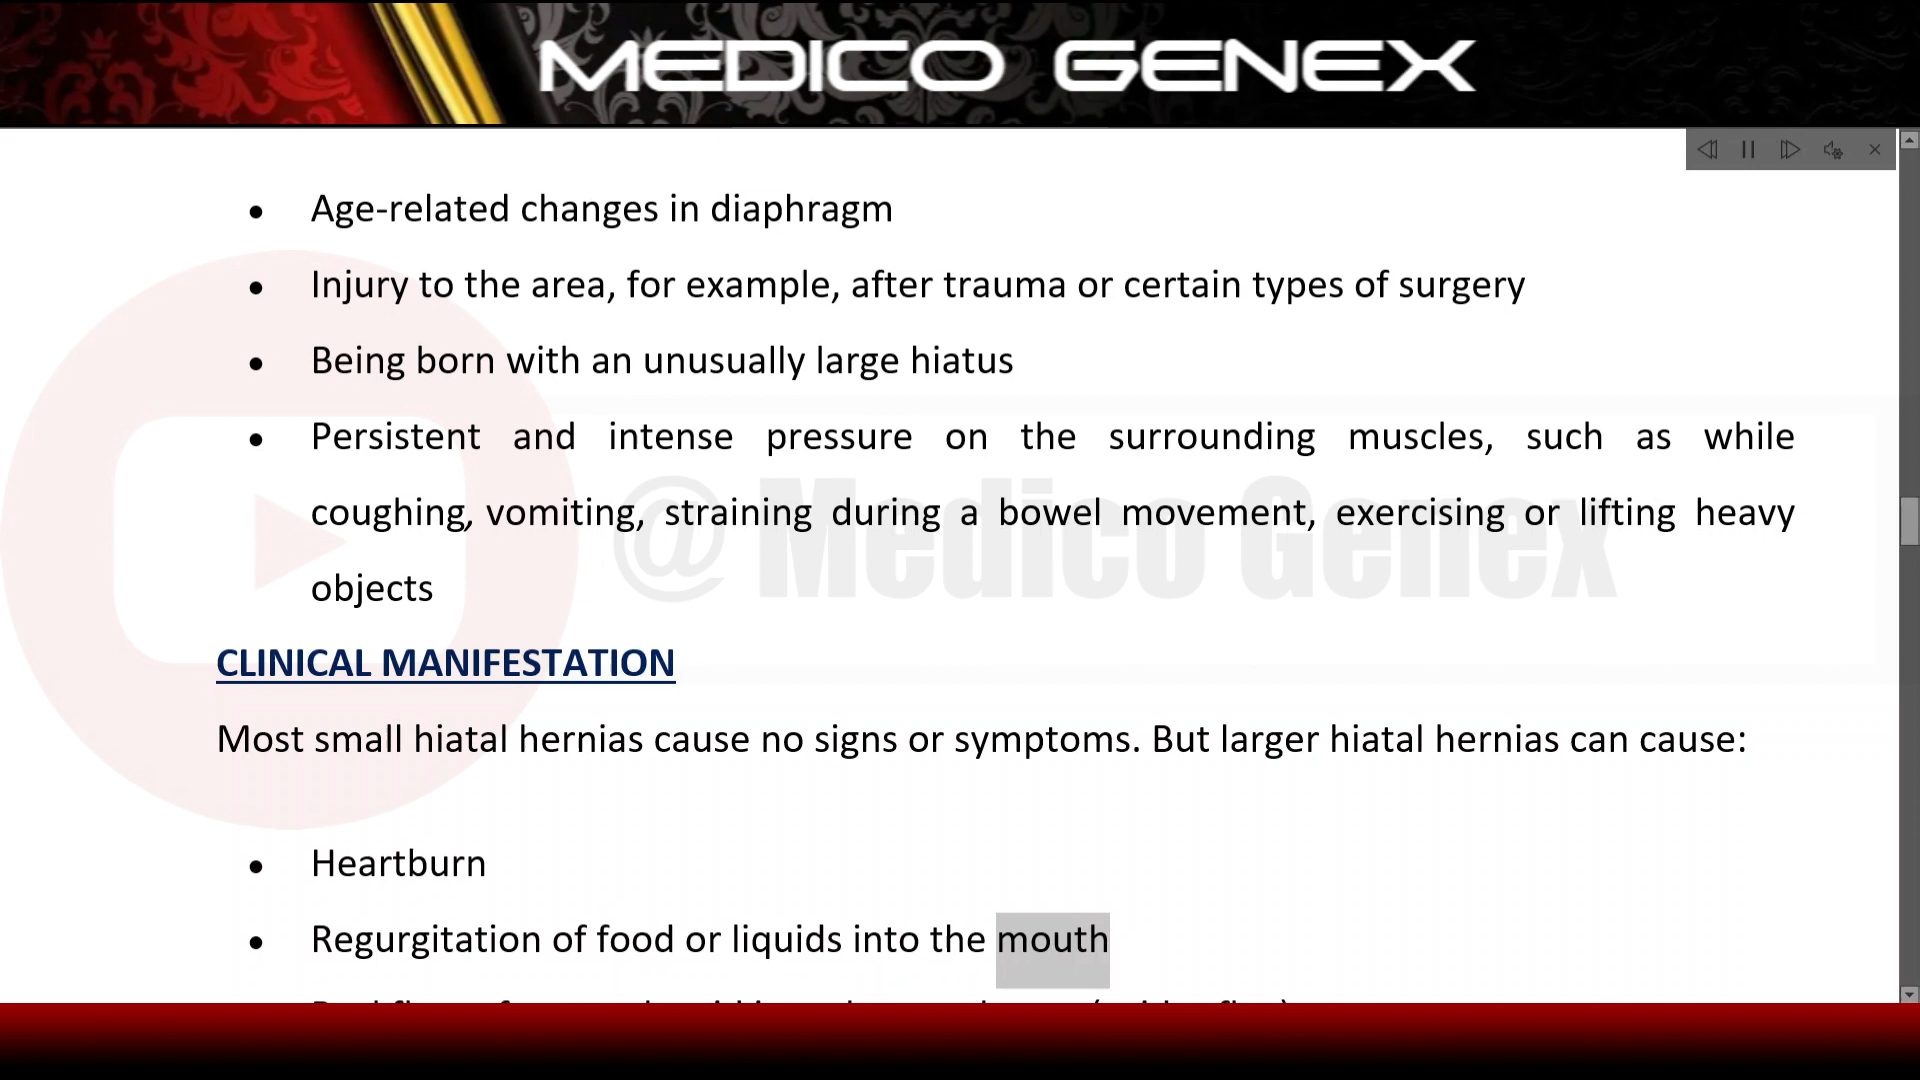 MEDICO GENEX
• Age-related changes in diaphragm
• Injury to the area, for example, after trauma or certain types of surgery
• Being born with an unusually large hiatus
• Persistent and intense pressure on the surrounding muscles, such as while
coughing, vomiting, straining during a bowel movement, exercising or lifting heavy
objects
@Medico Genex
CLINICAL MANIFESTATION
Most small hiatal hernias cause no signs or symptoms. But larger hiatal hernias can cause:
• Heartburn
• Regurgitation of food or liquids into the mouth